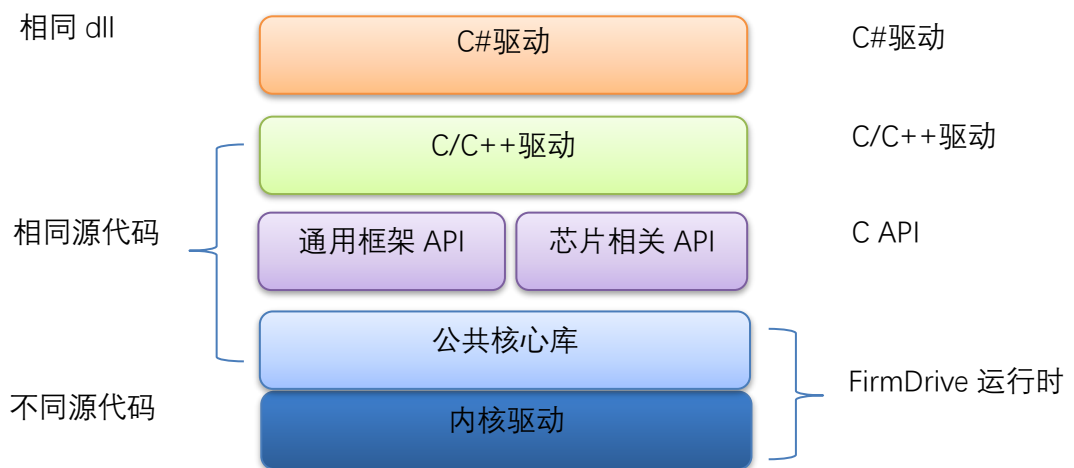 相同 dll
C#驱动
C#驱动
C/C++驱动
C/C++驱动
相同源代码
通用框架 API
芯片相关 API
C API
公共核心库
FirmDrive 运行时
不同源代码
内核驱动